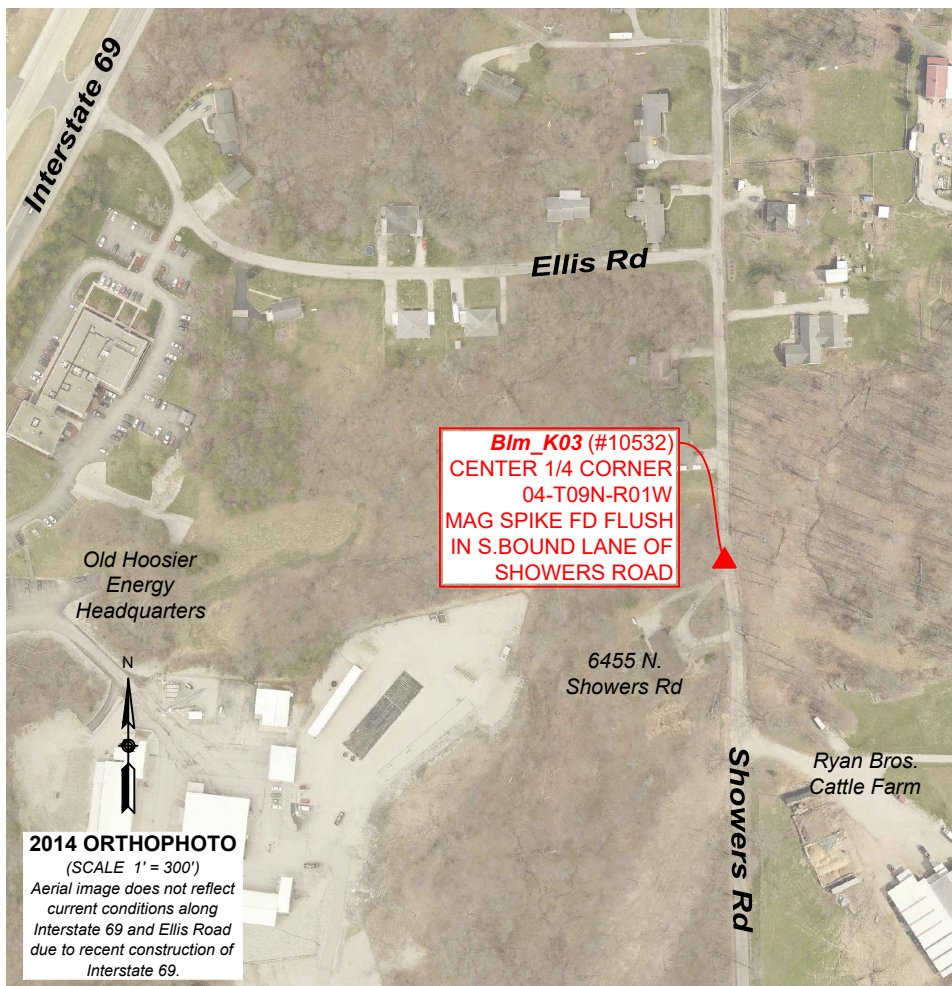 Interstate 69
Ellis Rd
Blm_K03 (#10532)
CENTER 1/4 CORNER
04-T09N-R01W
MAG SPIKE FD FLUSH
IN S.BOUND LANE OF
SHOWERS ROAD
Old Hoosier
Energy
Headquarters
6455 N.
Showers Rd
Showers Rd
Ryan Bros.
Cattle Farm
N
2014 ORTHOPHOTO
(SCALE 1' = 300')
Aerial image does not reflect
current conditions along
Interstate 69 and Ellis Road
due to recent construction of
Interstate 69.